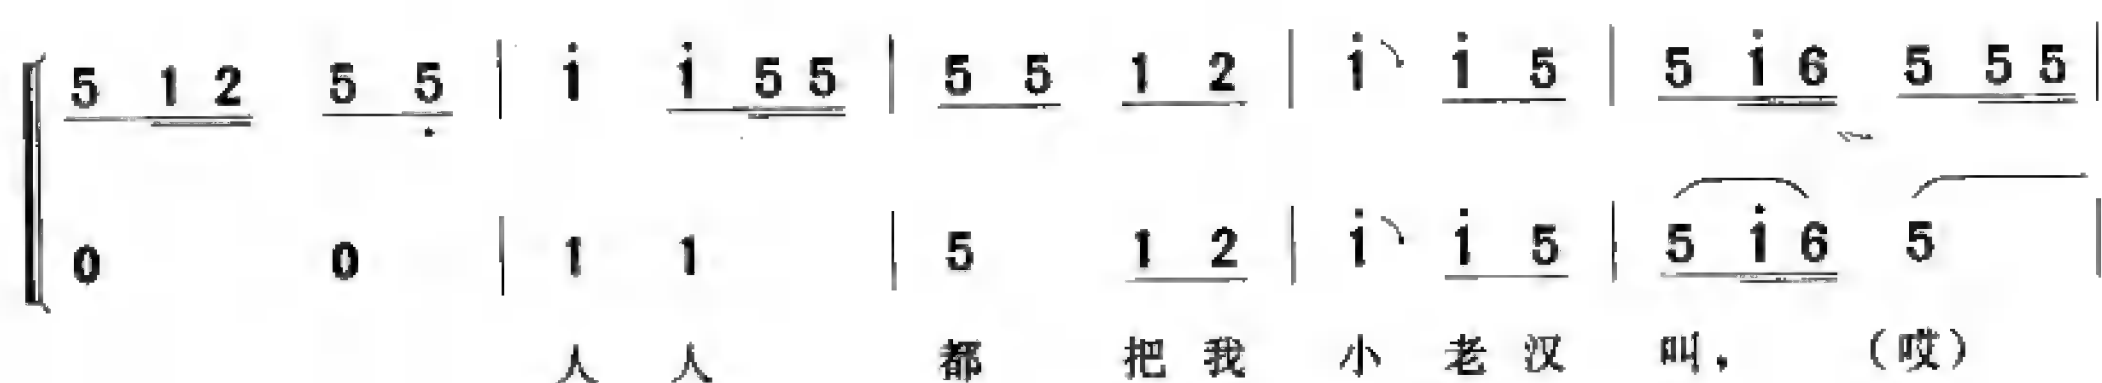 5 1 2 5 5 | i i 5 5 | 5 5 1 2 | i i 5 | 5 i 6 5 5 5 |
0 0 | 1 1 | 5 1 2 | i i 5 | 5 i 6 5 |
人 人 都 把 我 小 老 汉 叫, (哎)